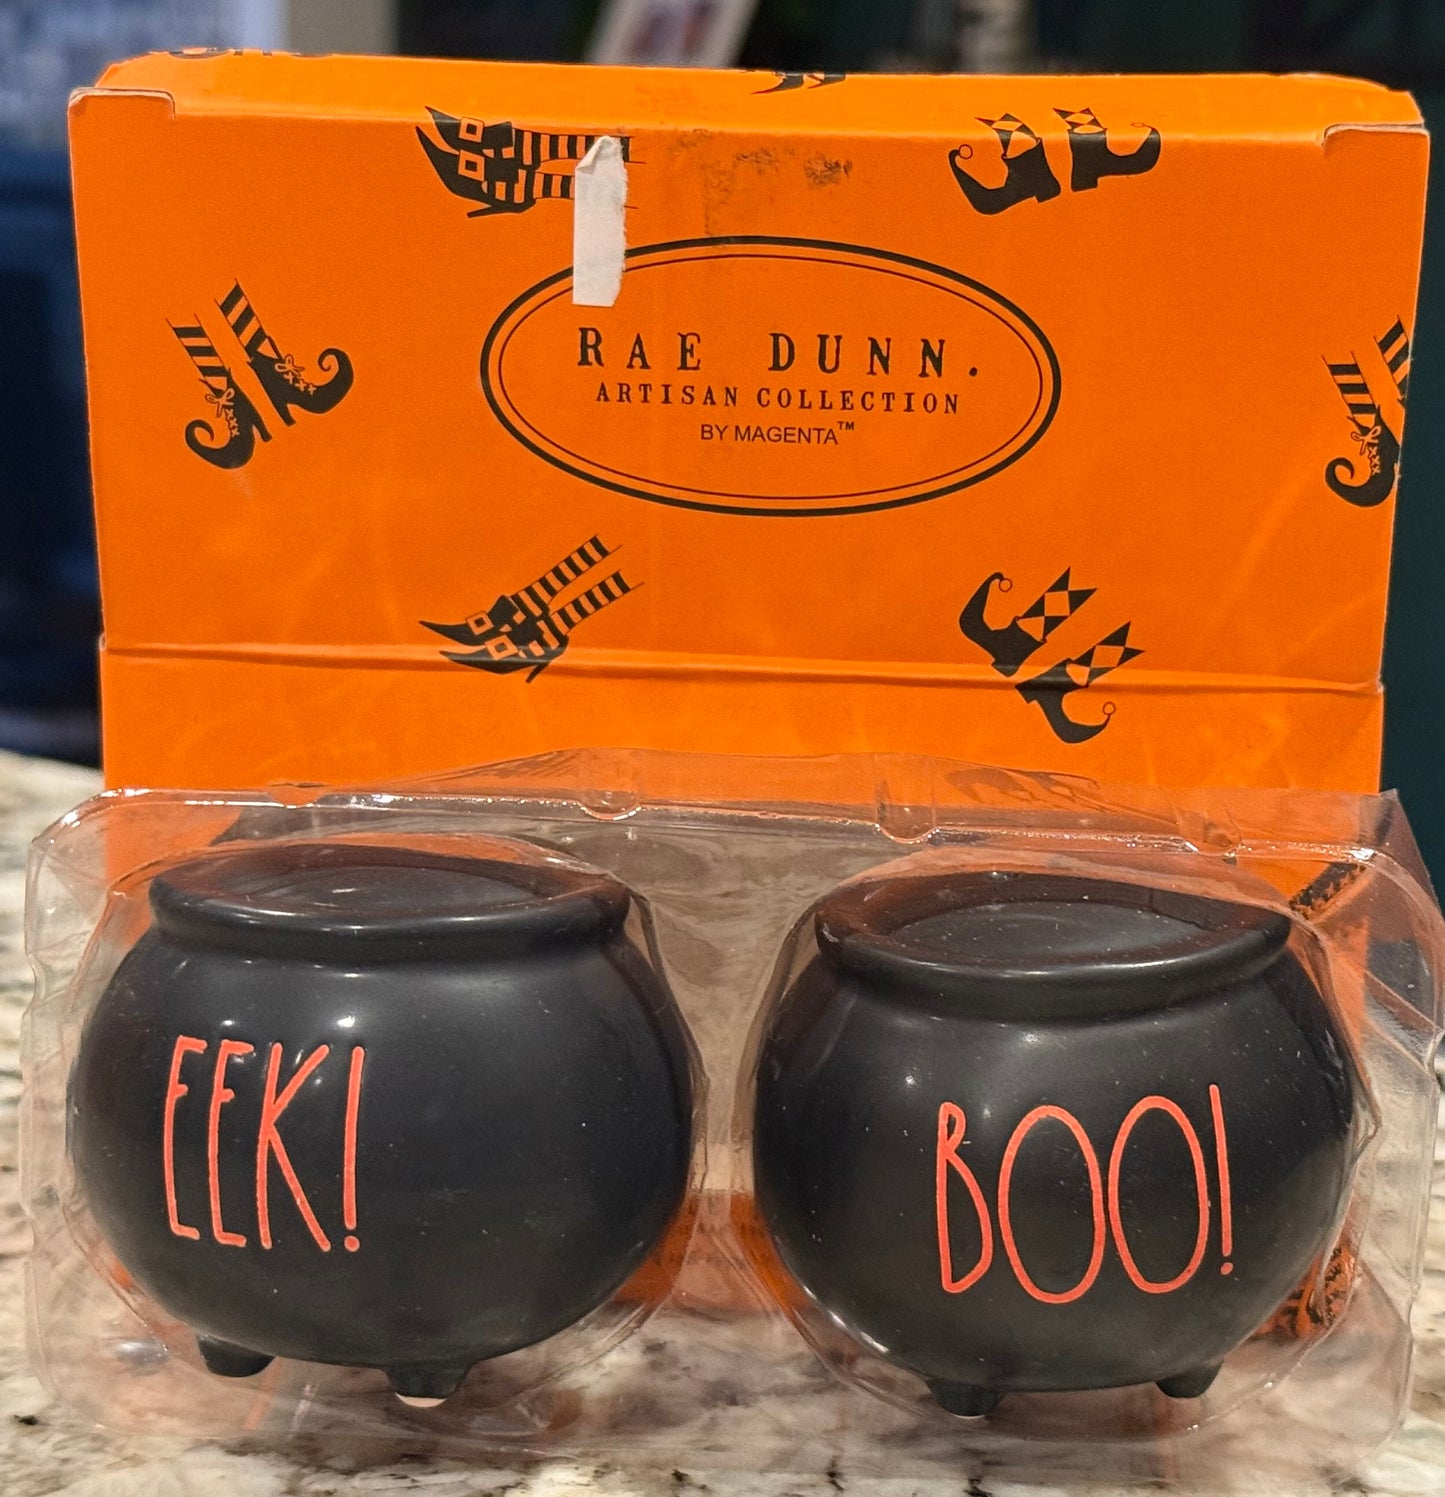 RAE DUNN.
ARTISAN COLLECTION
BY MAGENTA™
EEK!
BOO!